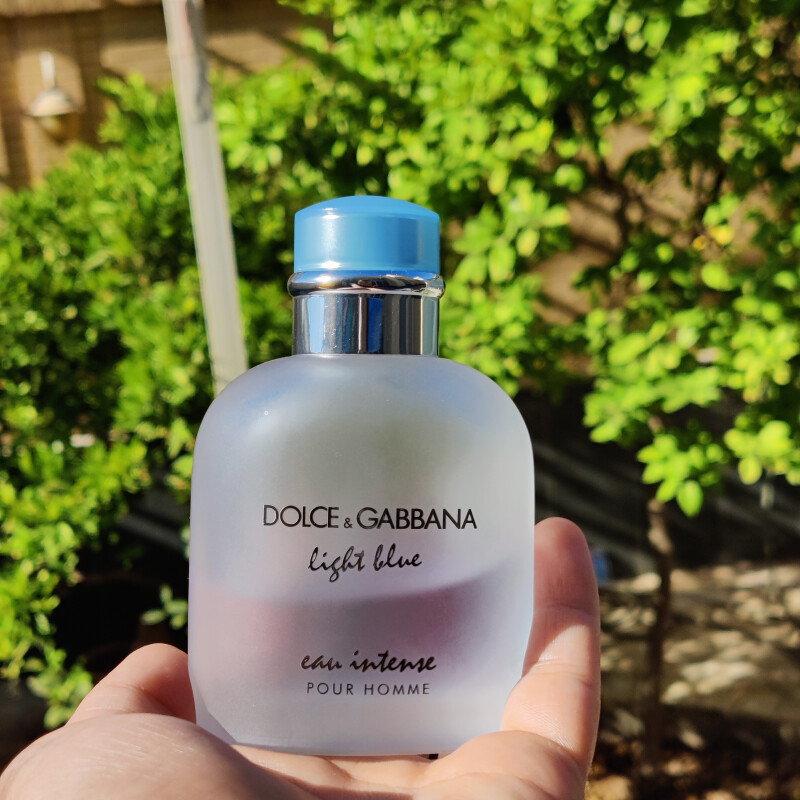 DOLCE & GABBANA
light blue
eau intense
POUR HOMME